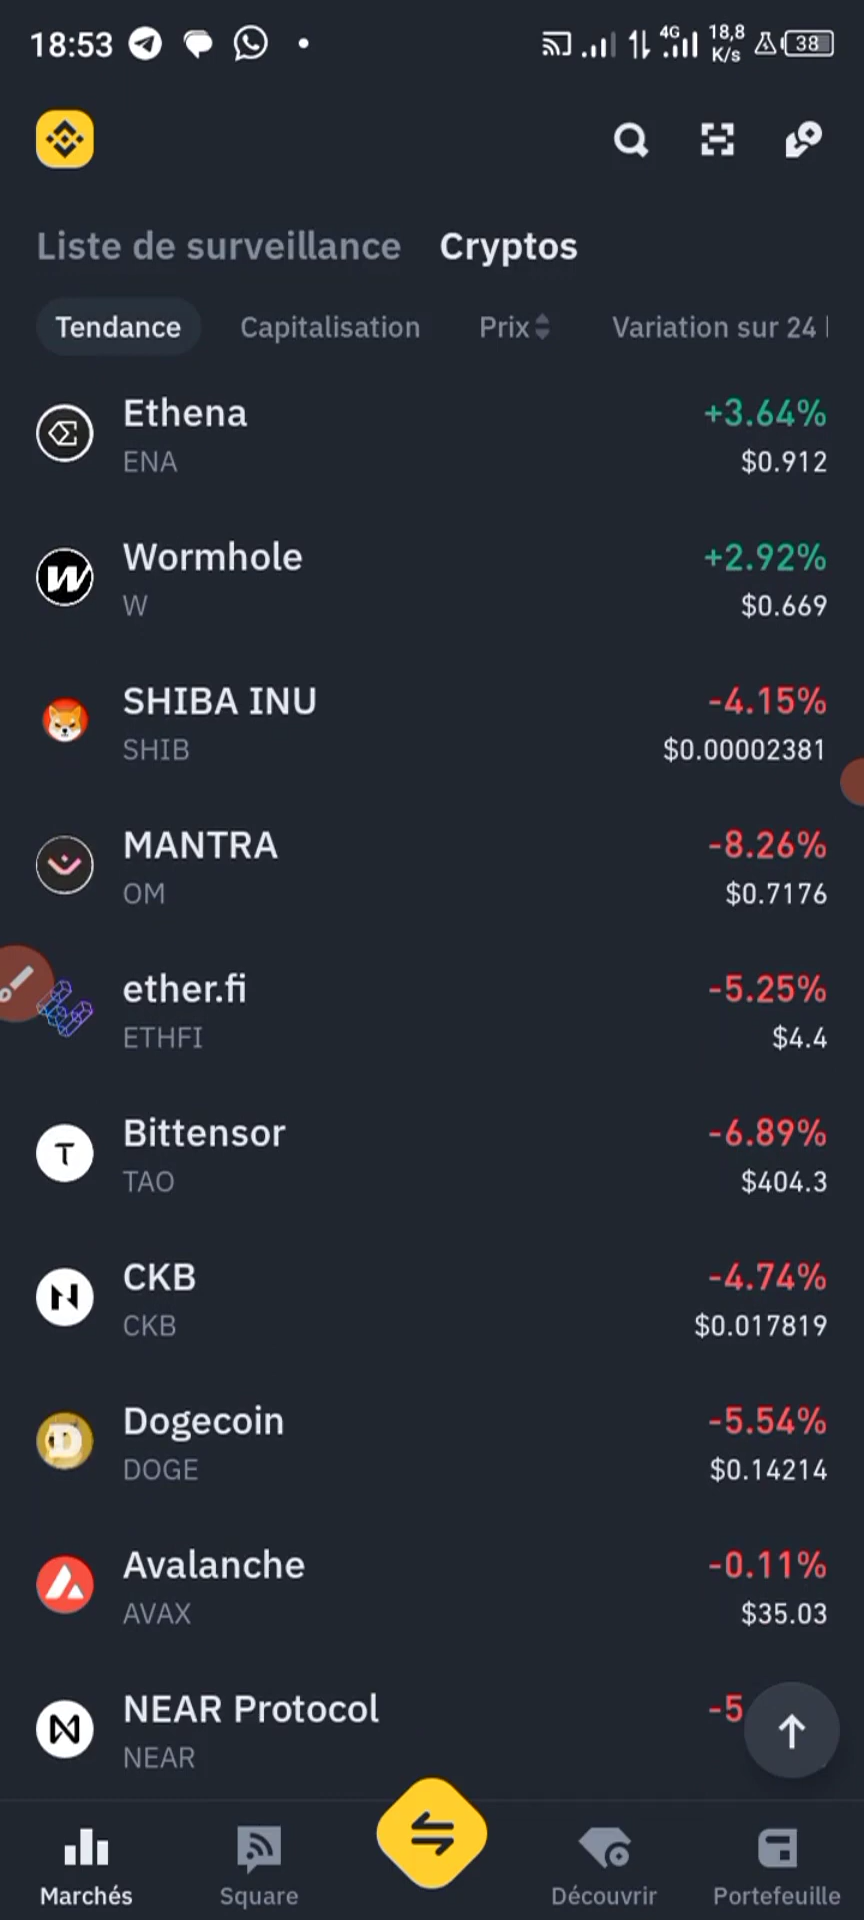 18:53 4G 18,8 K/s 38
Liste de surveillance Cryptos
Tendance Capitalisation Prix Variation sur 24
Ethena +3.64%
ENA $0.912
Wormhole +2.92%
W $0.669
SHIBA INU -4.15%
SHIB $0.00002381
MANTRA -8.26%
OM $0.7176
ether.fi -5.25%
ETHFI $4.4
Bittensor -6.89%
TAO $404.3
CKB -4.74%
CKB $0.017819
Dogecoin -5.54%
DOGE $0.14214
Avalanche -0.11%
AVAX $35.03
NEAR Protocol -5
NEAR
Marchés Square Découvrir Portefeuille